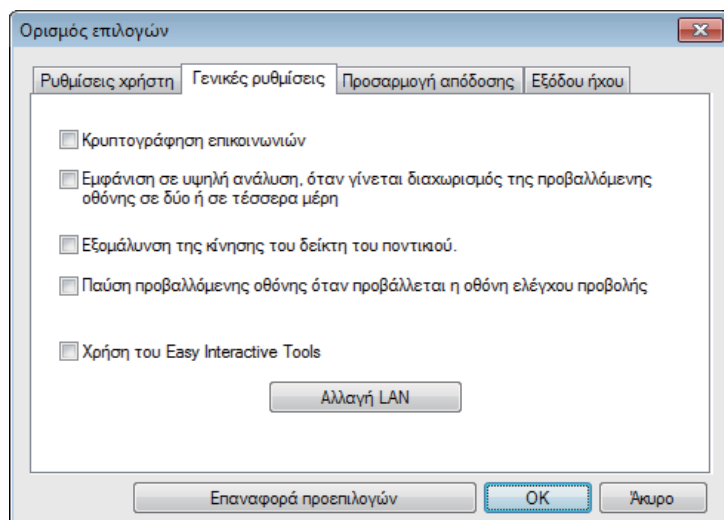 Ορισμός επιλογών
Ρυθμίσεις χρήστη
Γενικές ρυθμίσεις
Προσαρμογή απόδοσης
Εξόδου ήχου
Κρυπτογράφηση επικοινωνιών
Εμφάνιση σε υψηλή ανάλυση, όταν γίνεται διαχωρισμός της προβαλλόμενης
οθόνης σε δύο ή σε τέσσερα μέρη
Εξομάλυνση της κίνησης του δείκτη του ποντικιού.
Παύση προβαλλόμενης οθόνης όταν προβάλλεται η οθόνη ελέγχου προβολής
Χρήση του Easy Interactive Tools
Αλλαγή LAN
Επαναφορά προεπιλογών
OK
Άκυρο